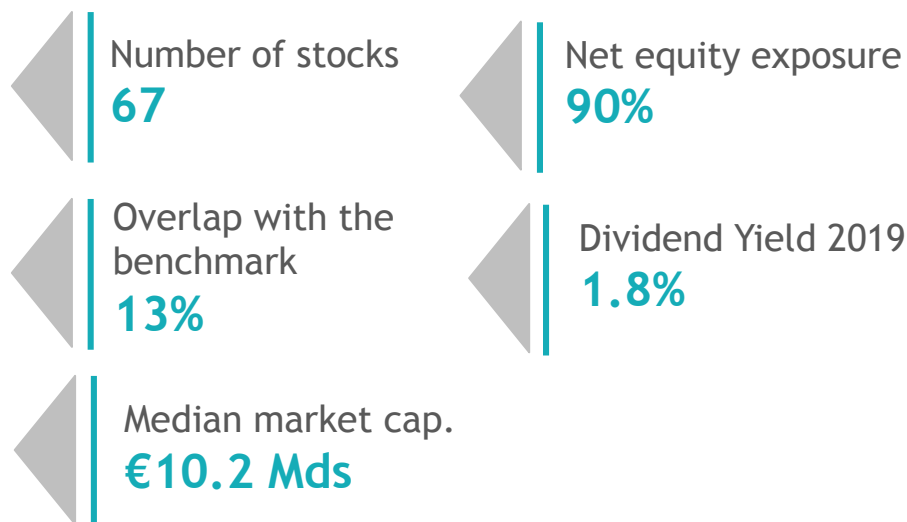 Number of stocks
67
Net equity exposure
90%
Overlap with the
benchmark
13%
Dividend Yield 2019
1.8%
Median market cap.
€10.2 Mds